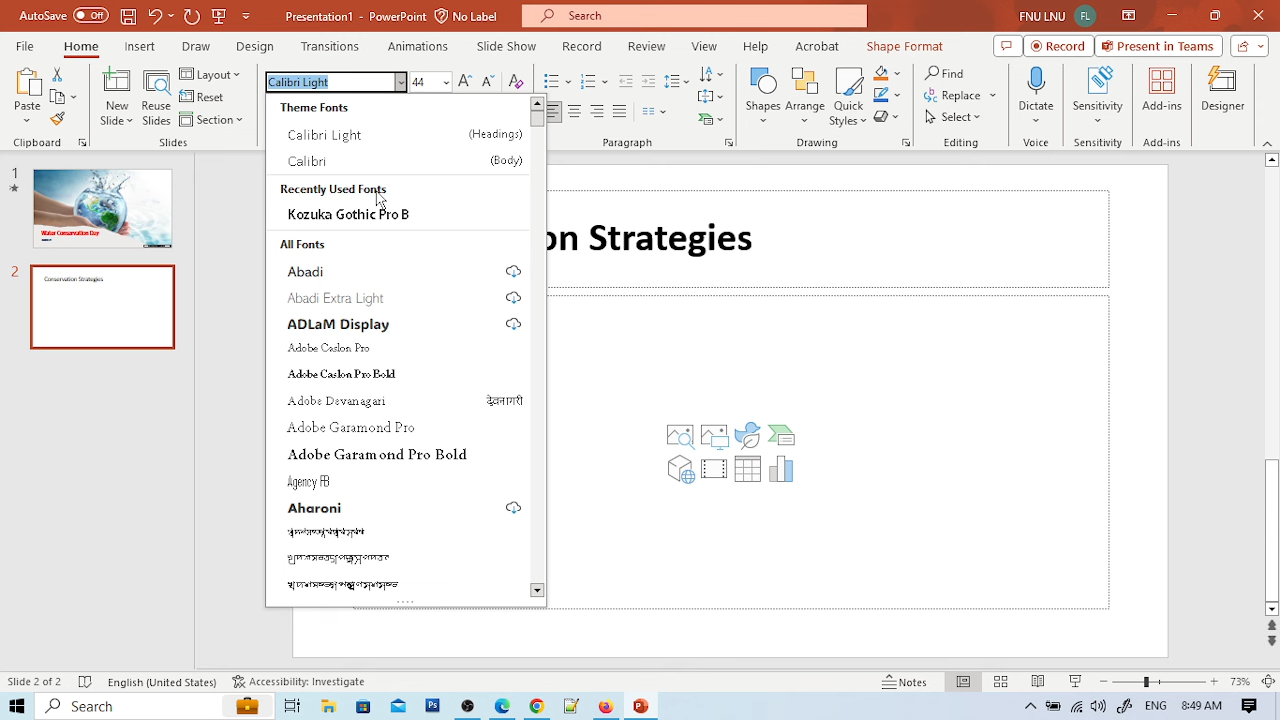 AutoSave Off PowerPoint No Label Search FNU LNU FL
File Home Insert Draw Design Transitions Animations Slide Show Record Review View Help Acrobat Shape Format Record Present in Teams
Calibri Light 44
Layout Reset Section
Find Replace Select
Paste New Slide Reuse Slides Shapes Arrange Quick Styles Dictate Sensitivity Add-ins Designer
Clipboard Slides Paragraph Drawing Editing Voice Sensitivity Add-ins
Theme Fonts
Calibri Light (Headings)
Calibri (Body)
Recently Used Fonts
Kozuka Gothic Pro B
All Fonts
Abadi
Abadi Extra Light
ADLaM Display
Adobe Caslon Pro
Adobe Caslon Pro Bold
Adobe Devanagari देवनागरी
Adobe Garamond Pro
Adobe Garamond Pro Bold
Agency FB
Aharoni
1
Water Conservation Day
2
Conservation Strategies
on Strategies
Slide 2 of 2 English (United States) Accessibility: Investigate Notes 73%
Search ENG 8:49 AM